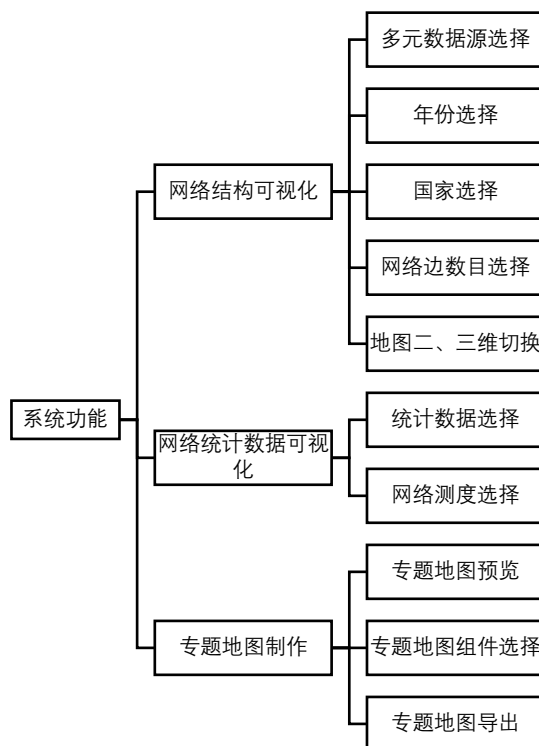 多元数据源选择
年份选择
网络结构可视化
国家选择
网络边数目选择
地图二、三维切换
系统功能
统计数据选择
网络统计数据可视
化
网络测度选择
专题地图预览
专题地图制作
专题地图组件选择
专题地图导出